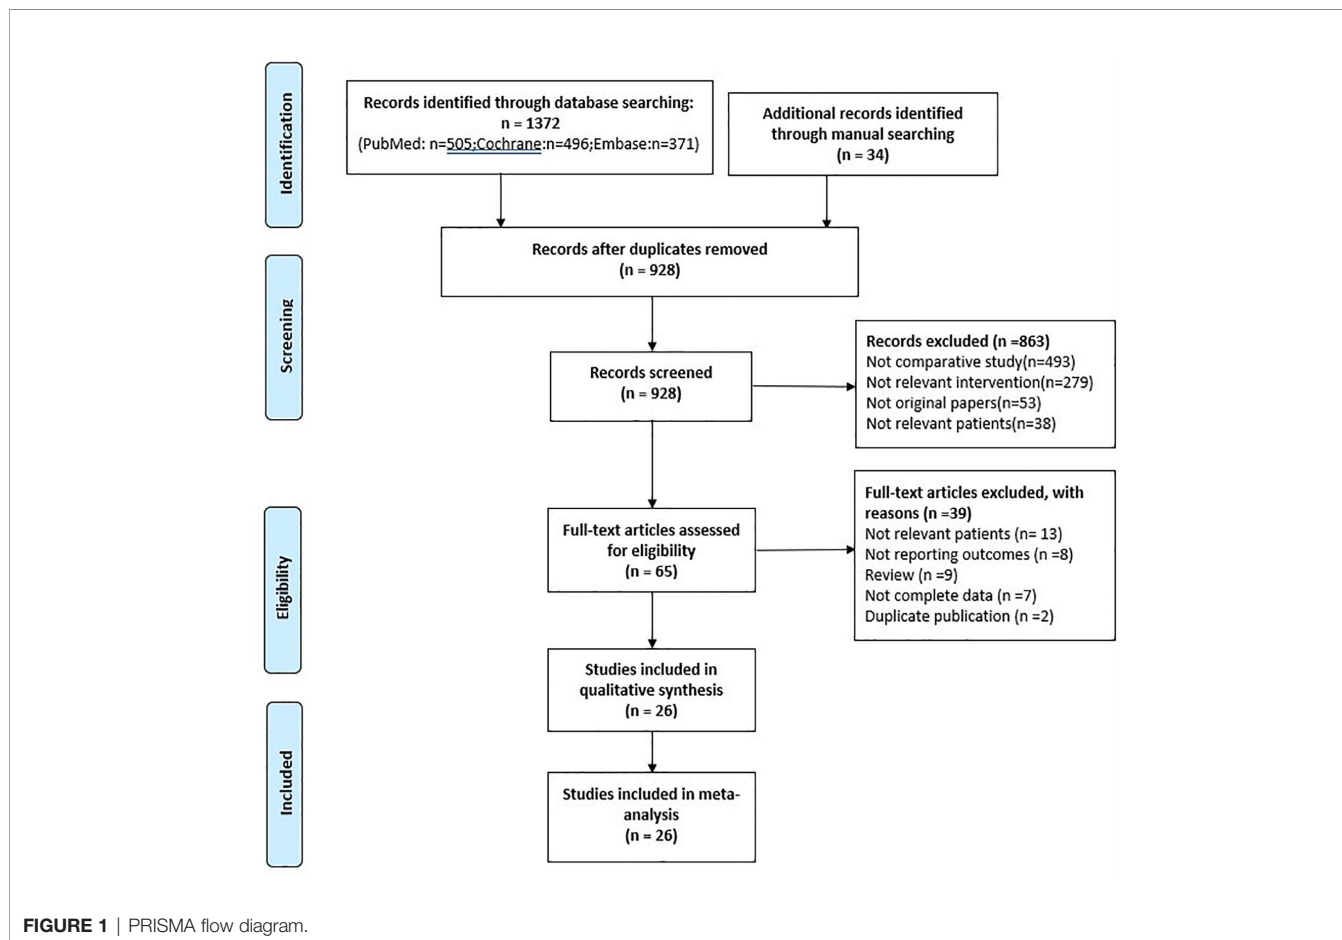 Identification
Records identified through database searching:
n = 1372
(PubMed: n=505;Cochrane:n=496;Embase:n=371)
Additional records identified
through manual searching
(n = 34)
Records after duplicates removed
(n = 928)
Screening
Records screened
(n = 928)
Records excluded (n =863)
Not comparative study(n=493)
Not relevant intervention(n=279)
Not original papers(n=53)
Not relevant patients(n=38)
Eligibility
Full-text articles assessed
for eligibility
(n = 65)
Full-text articles excluded, with
reasons (n =39)
Not relevant patients (n= 13)
Not reporting outcomes (n =8)
Review (n =9)
Not complete data (n =7)
Duplicate publication (n =2)
Studies included in
qualitative synthesis
(n = 26)
Included
Studies included in meta-
analysis
(n = 26)
FIGURE 1 | PRISMA flow diagram.